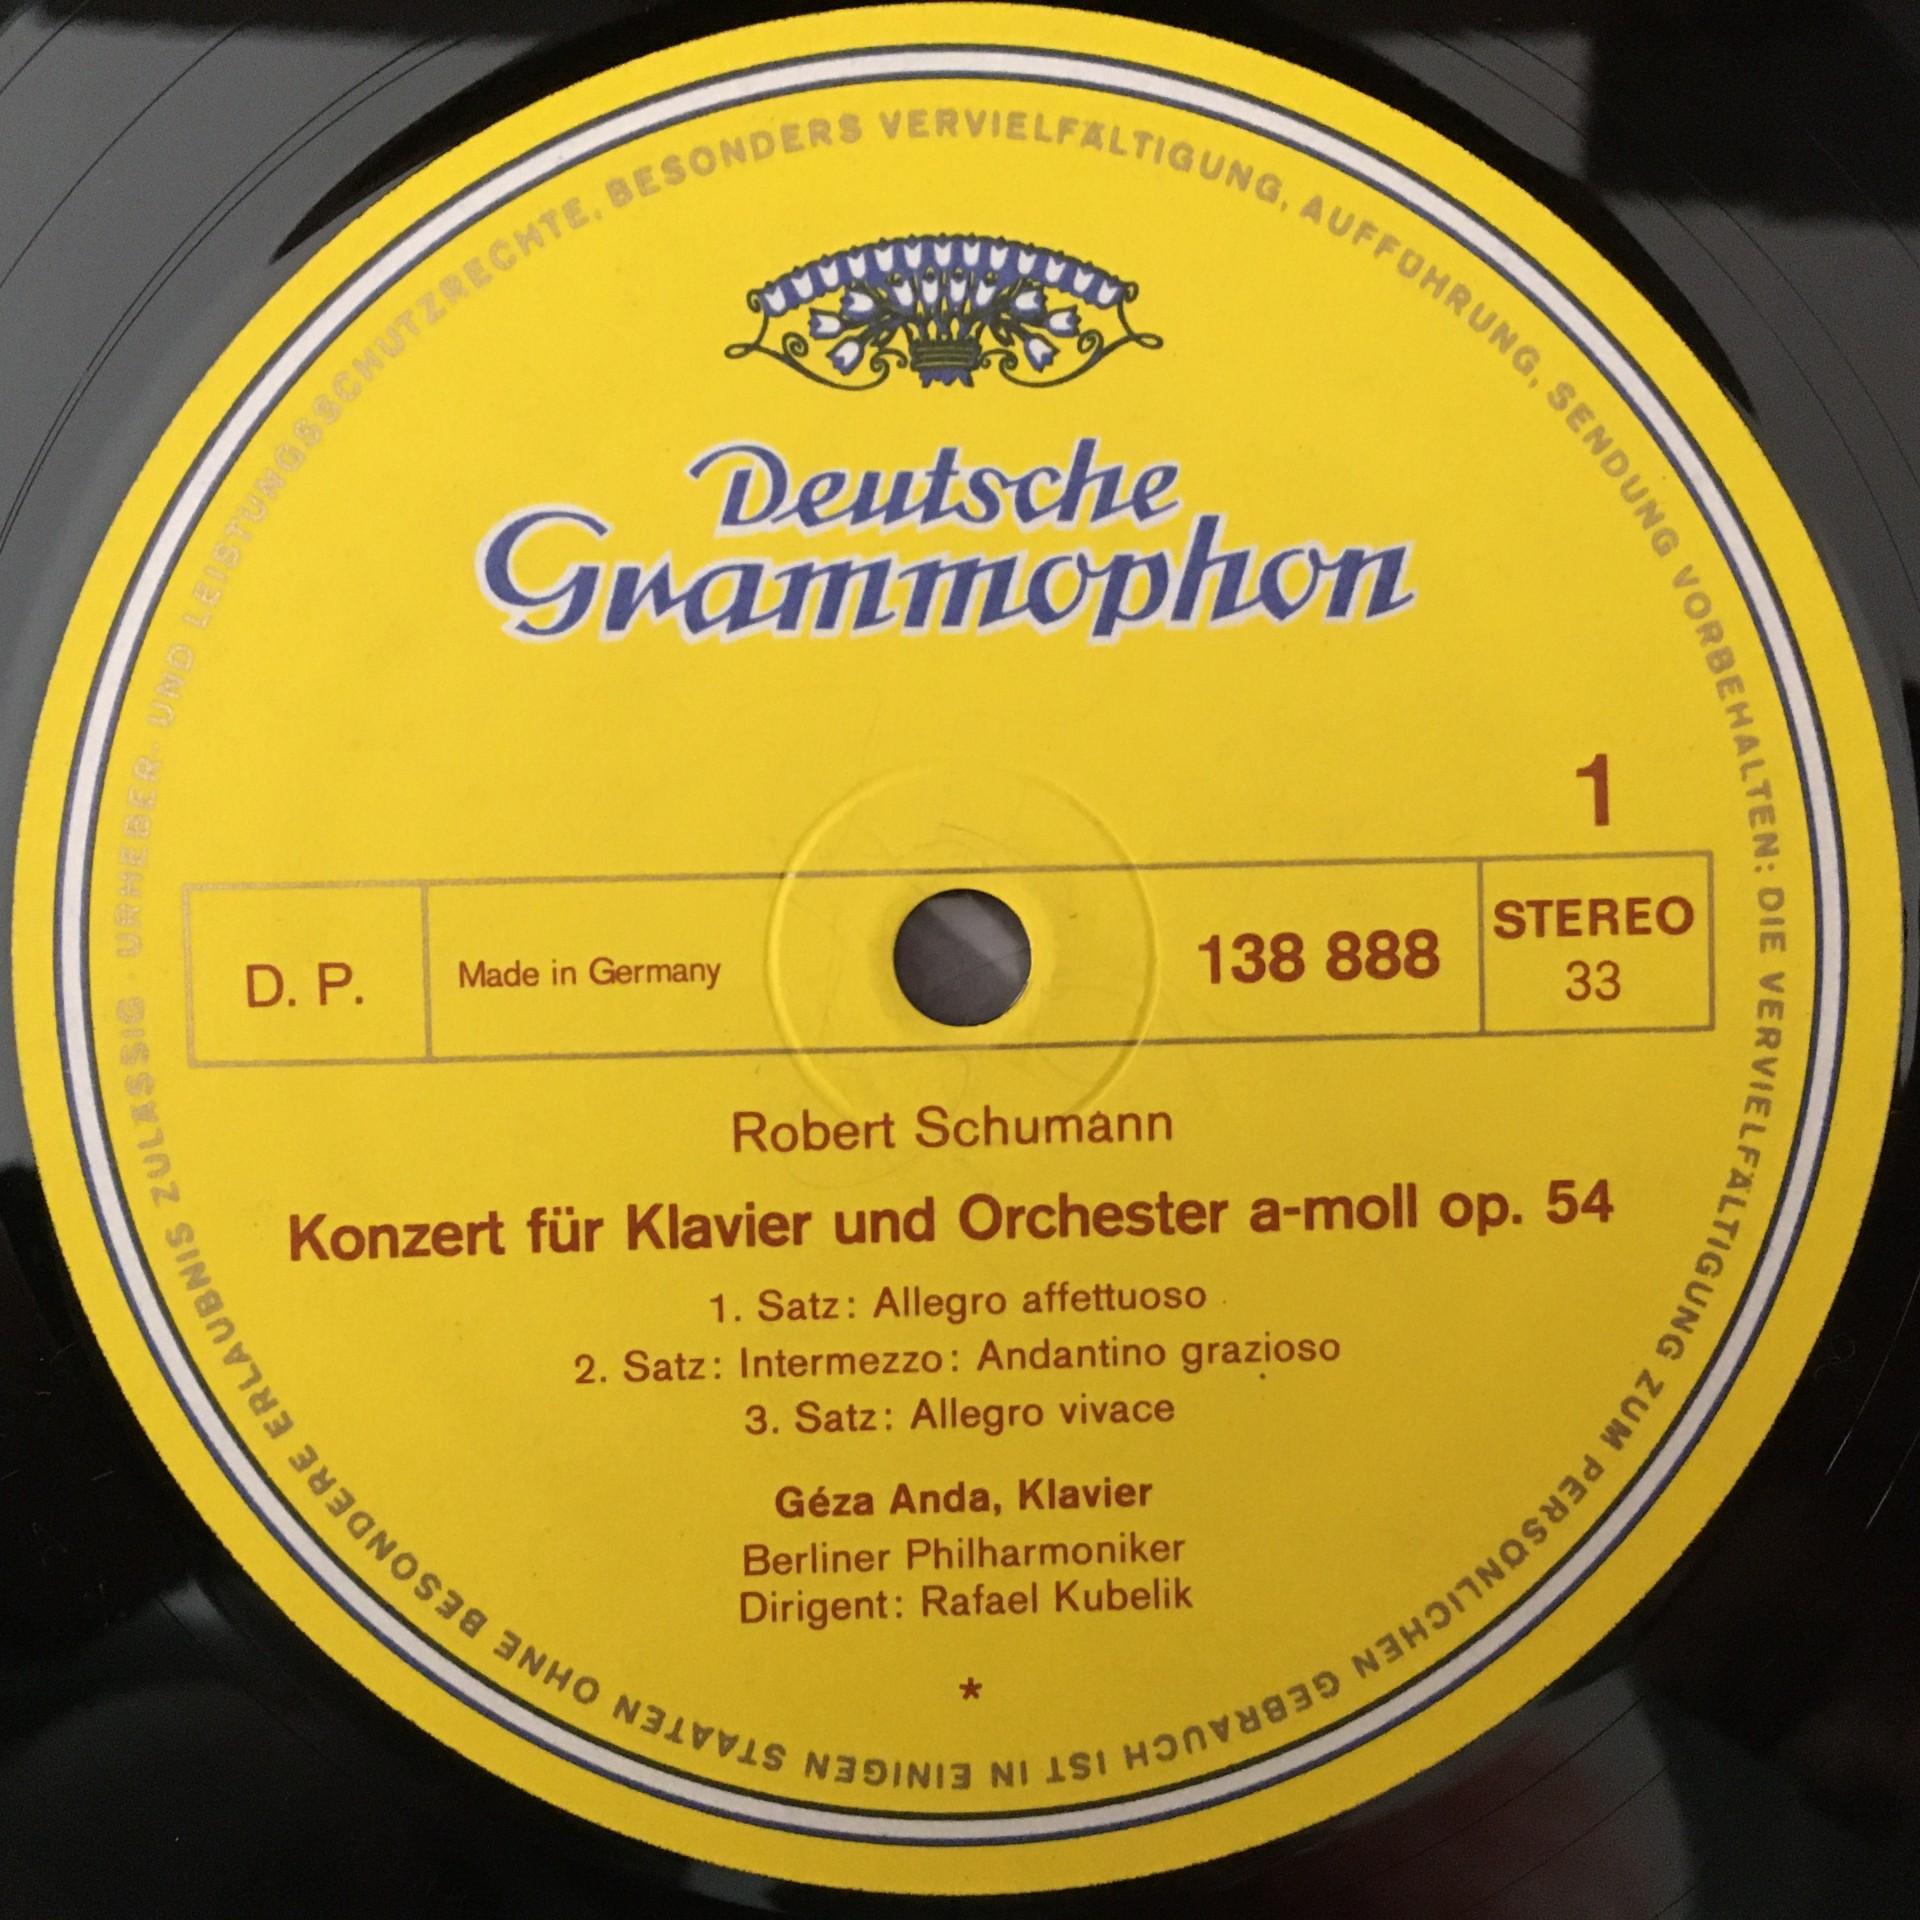 Deutsche
Grammophon
1
D. P.
Made in Germany
138 888
STEREO
33
Robert Schumann
Konzert für Klavier und Orchester a-moll op. 54
1. Satz: Allegro affettuoso
2. Satz: Intermezzo: Andantino grazioso
3. Satz: Allegro vivace
Géza Anda, Klavier
Berliner Philharmoniker
Dirigent: Rafael Kubelik
*
· URHEBER- UND LEISTUNGSSCHUTZRECHTE, BESONDERS VERVIELFÄLTIGUNG, AUFFÜHRUNG, SENDUNG VORBEHALTEN: DIE VERVIELFÄLTIGUNG ZUM PERSÖNLICHEN GEBRAUCH IST IN EINIGEN STAATEN OHNE BESONDERE ERLAUBNIS ZULÄSSIG